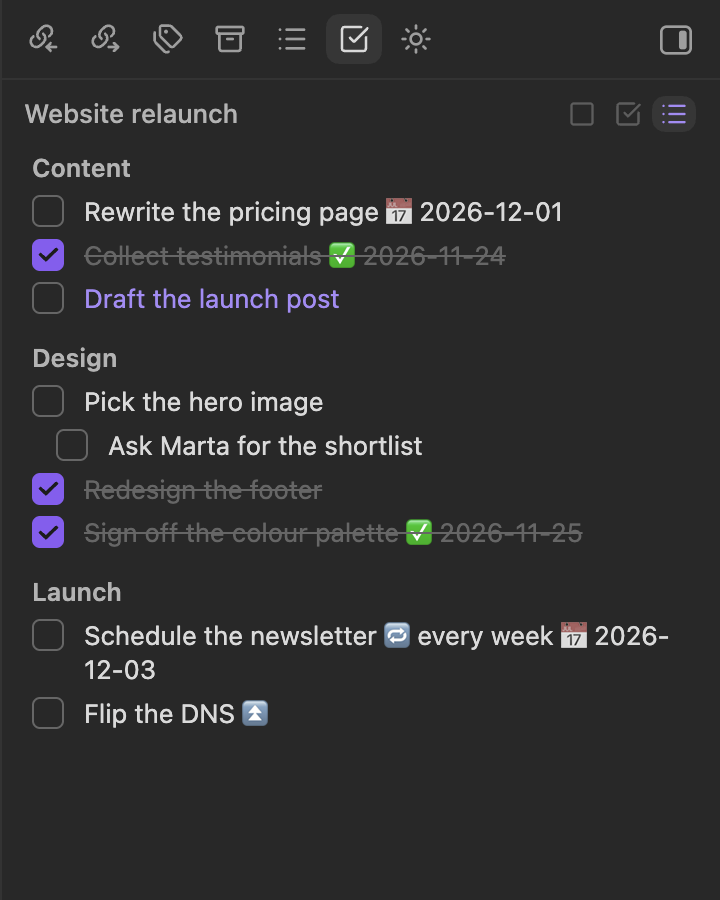 Website relaunch
Content
Rewrite the pricing page 📅 2026-12-01
Collect testimonials ✅ 2026-11-24
Draft the launch post
Design
Pick the hero image
Ask Marta for the shortlist
Redesign the footer
Sign off the colour palette ✅ 2026-11-25
Launch
Schedule the newsletter 🔁 every week 📅 2026-
12-03
Flip the DNS ⏫